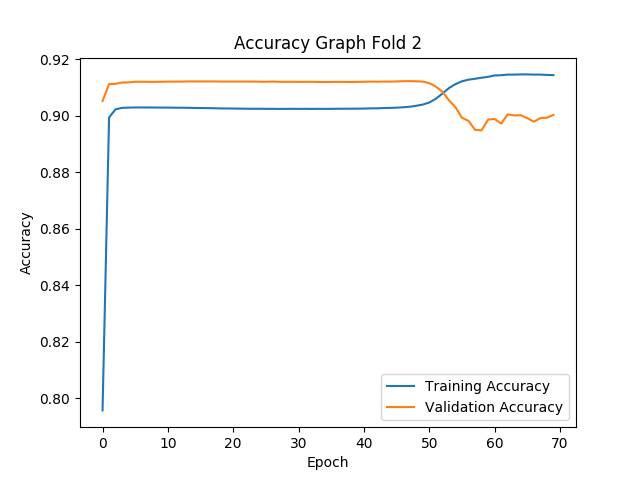 Accuracy Graph Fold 2
0.92
0.90
0.88
0.86
0.84
0.82
0.80
Accuracy
0 10 20 30 40 50 60 70
Epoch
Training Accuracy
Validation Accuracy